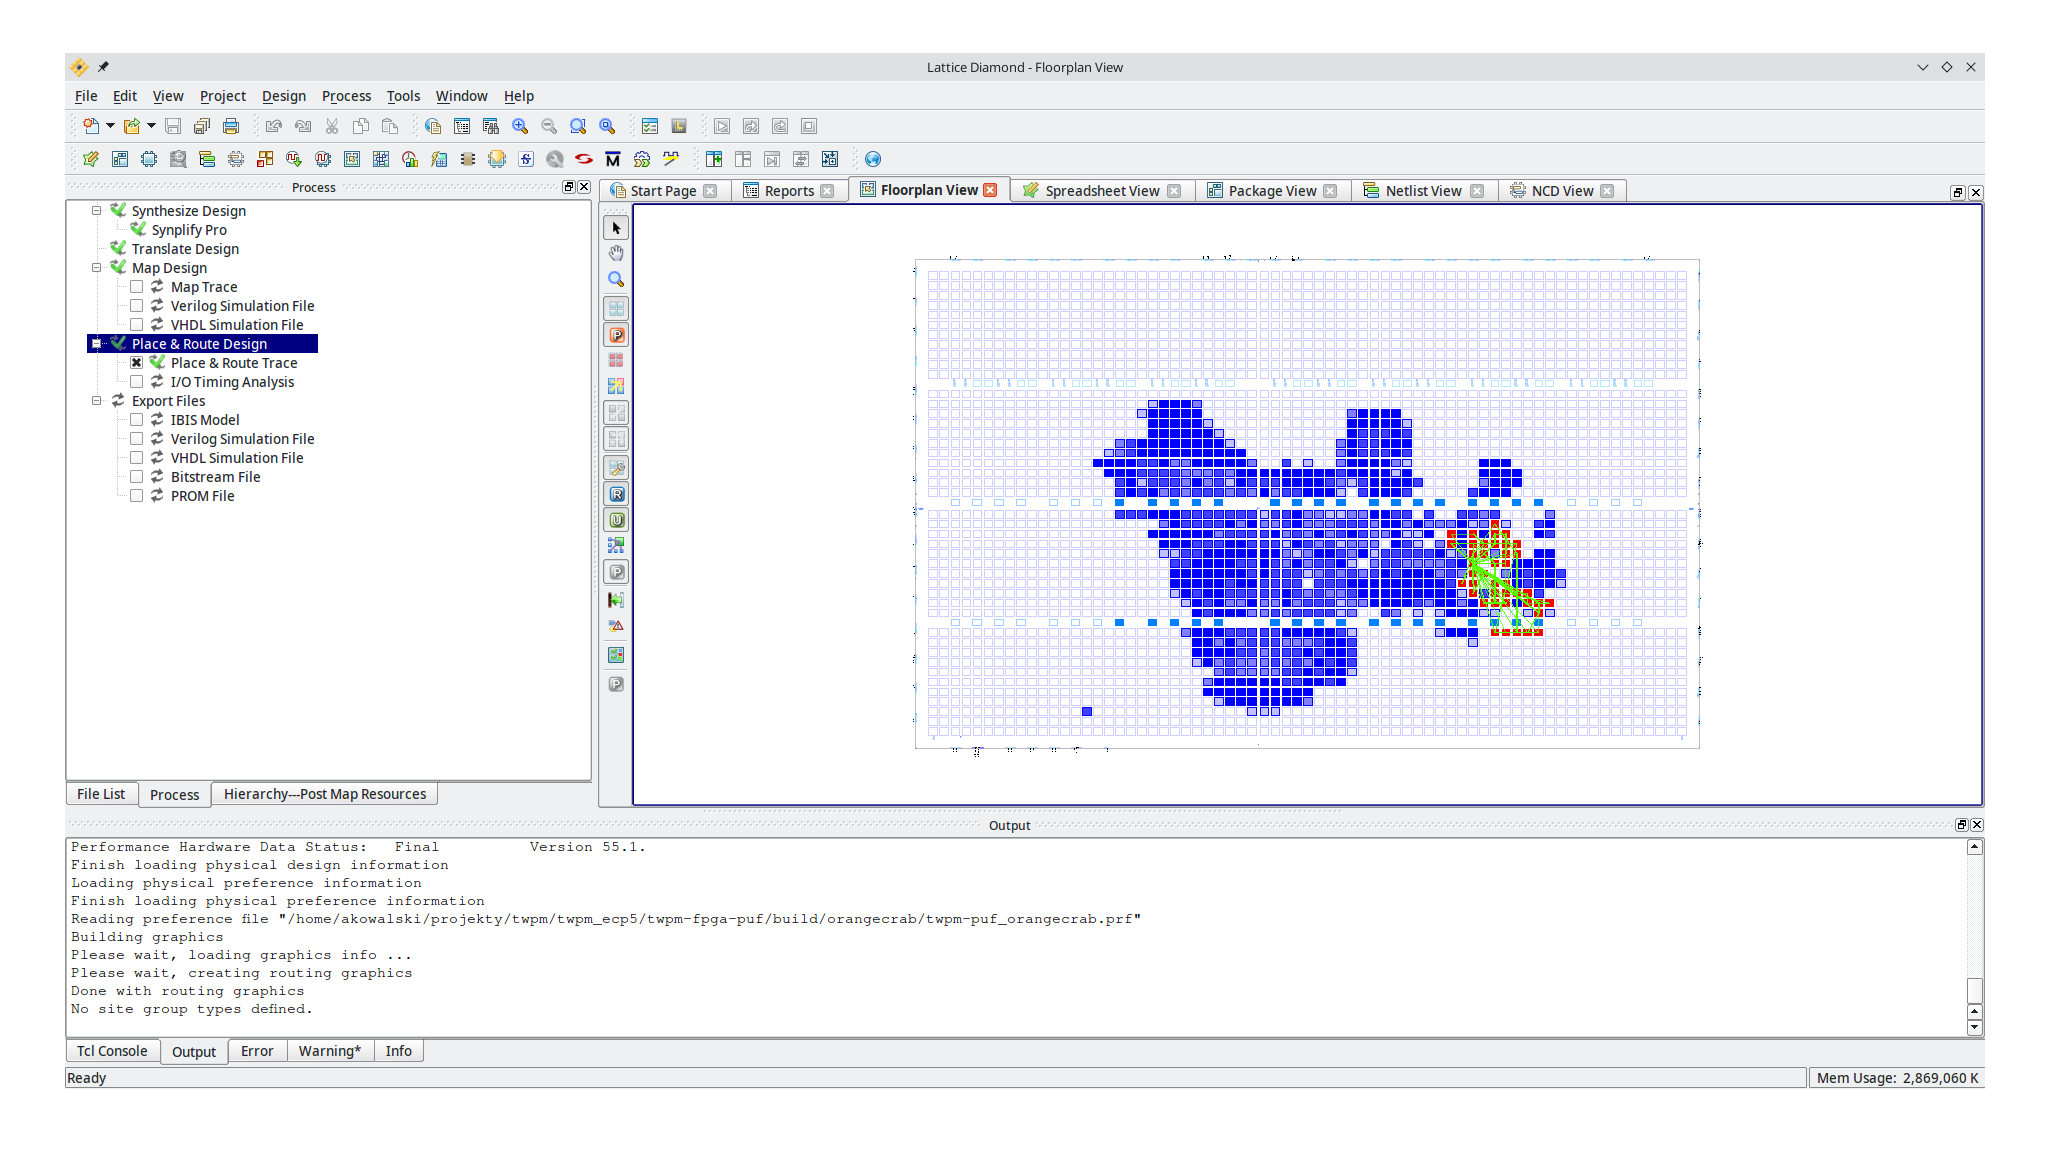 Lattice Diamond - Floorplan View
File Edit View Project Design Process Tools Window Help
Process
Start Page Reports Floorplan View Spreadsheet View Package View Netlist View NCD View
Synthesize Design
Synplify Pro
Translate Design
Map Design
Map Trace
Verilog Simulation File
VHDL Simulation File
Place & Route Design
Place & Route Trace
I/O Timing Analysis
Export Files
IBIS Model
Verilog Simulation File
VHDL Simulation File
Bitstream File
PROM File
File List Process Hierarchy---Post Map Resources
Output
Performance Hardware Data Status: Final Version 55.1.
Finish loading physical design information
Loading physical preference information
Finish loading physical preference information
Reading preference file "/home/akowalski/projekty/twpm/twpm_ecp5/twpm-fpga-puf/build/orangecrab/twpm-puf_orangecrab.prf"
Building graphics
Please wait, loading graphics info ...
Please wait, creating routing graphics
Done with routing graphics
No site group types defined.
Tcl Console Output Error Warning* Info
Ready Mem Usage: 2,869,060 K